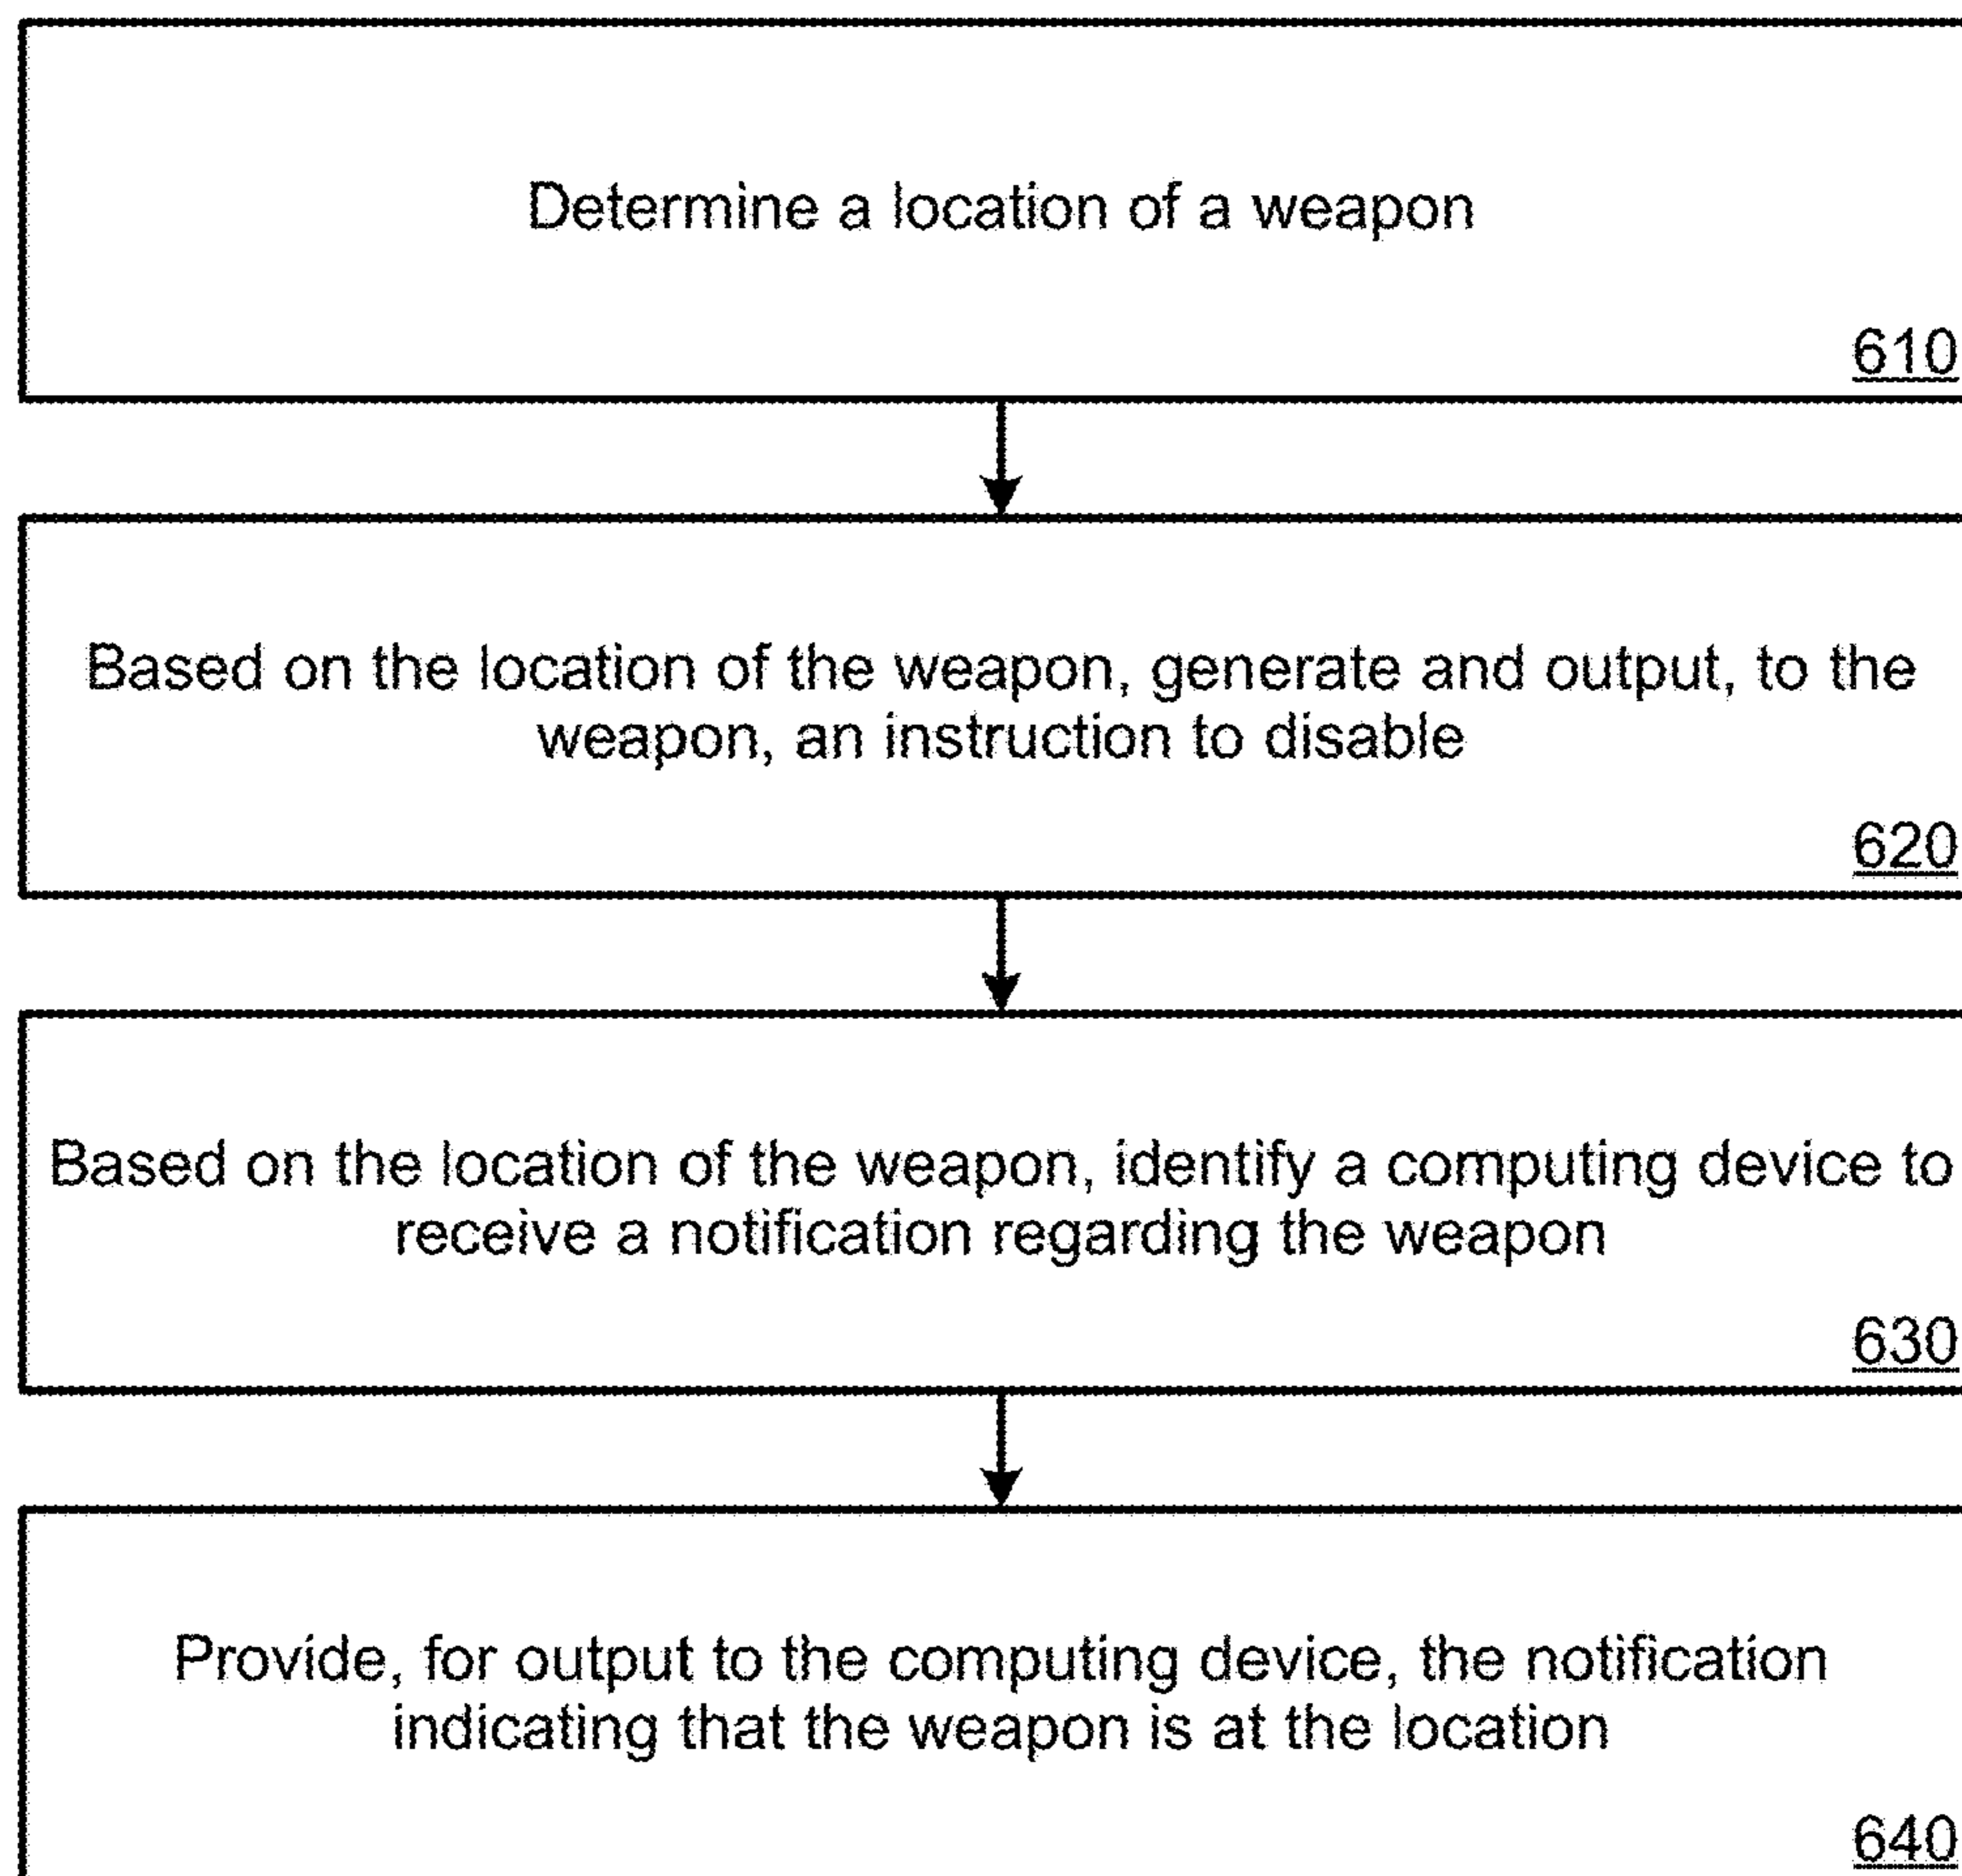 Determine a location of a weapon
610
Based on the location of the weapon, generate and output, to the
weapon, an instruction to disable
620
Based on the location of the weapon, identify a computing device to
receive a notification regarding the weapon
630
Provide, for output to the computing device, the notification
indicating that the weapon is at the location
640